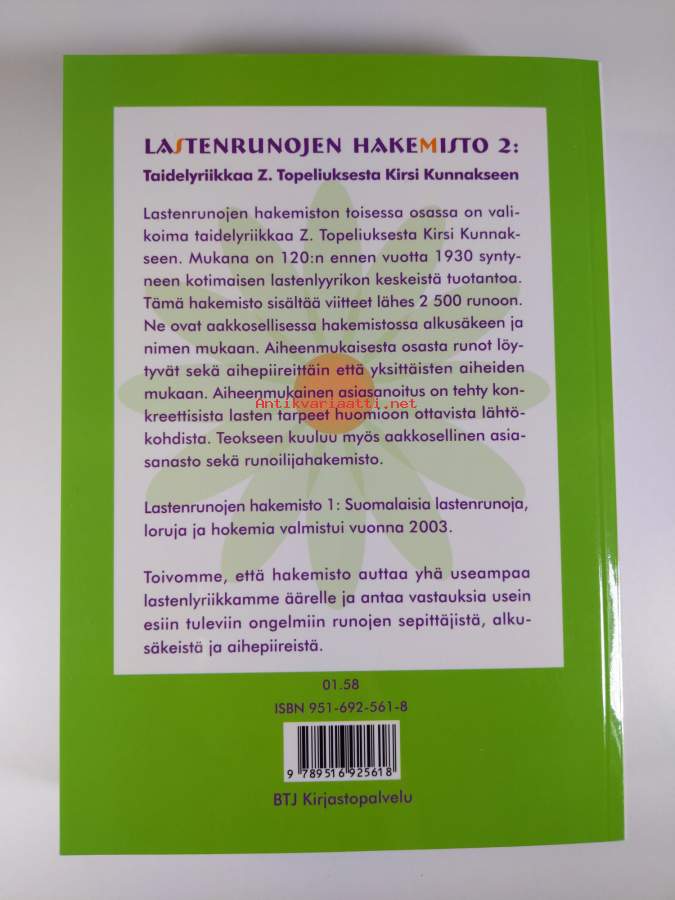 LASTENRUNOJEN HAKEMISTO 2:
Taidelyriikkaa Z. Topeliuksesta Kirsi Kunnakseen
Lastenrunojen hakemiston toisessa osassa on vali-
koima taidelyriikkaa Z. Topeliuksesta Kirsi Kunnak-
seen. Mukana on 120:n ennen vuotta 1930 synty-
neen kotimaisen lastenlyyrikon keskeistä tuotantoa.
Tämä hakemisto sisältää viitteet lähes 2 500 runoon.
Ne ovat aakkosellisessa hakemistossa alkusäkeen ja
nimen mukaan. Aiheenmukaisesta osasta runot löy-
tyvät sekä aihepiireittäin että yksittäisten aiheiden
mukaan. Aiheenmukainen asiasanoitus on tehty kon-
Antikvariaatti.net
kreettisista lasten tarpeet huomioon ottavista lähtö-
kohdista. Teokseen kuuluu myös aakkosellinen asia-
sanasto sekä runoilijahakemisto.
Lastenrunojen hakemisto 1: Suomalaisia lastenrunoja,
loruja ja hokemia valmistui vuonna 2003.
Toivomme, että hakemisto auttaa yhä useampaa
lastenlyriikkamme äärelle ja antaa vastauksia usein
esiin tuleviin ongelmiin runojen sepittäjistä, alku-
säkeistä ja aihepiireistä.
01.58
ISBN 951-692-561-8
9 789516 925618
BTJ Kirjastopalvelu